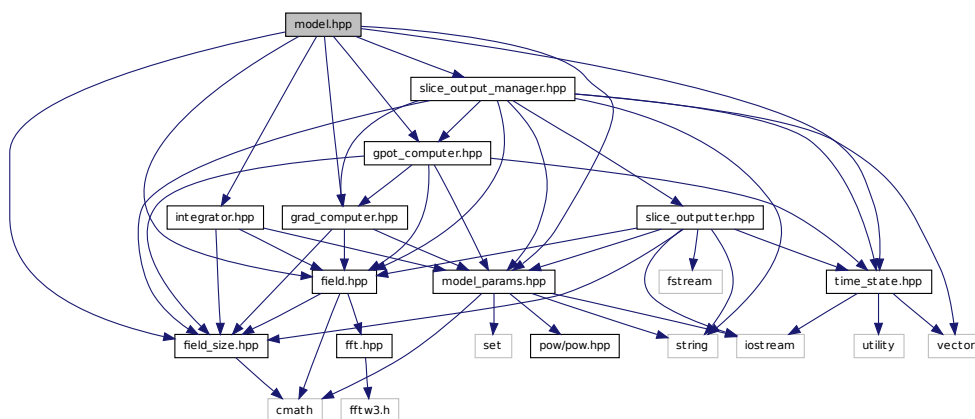 model.hpp
slice_output_manager.hpp
gpot_computer.hpp
integrator.hpp
grad_computer.hpp
slice_outputter.hpp
field.hpp
model_params.hpp
fstream
time_state.hpp
field_size.hpp
fft.hpp
set
pow/pow.hpp
string
iostream
utility
vector
cmath
fftw3.h